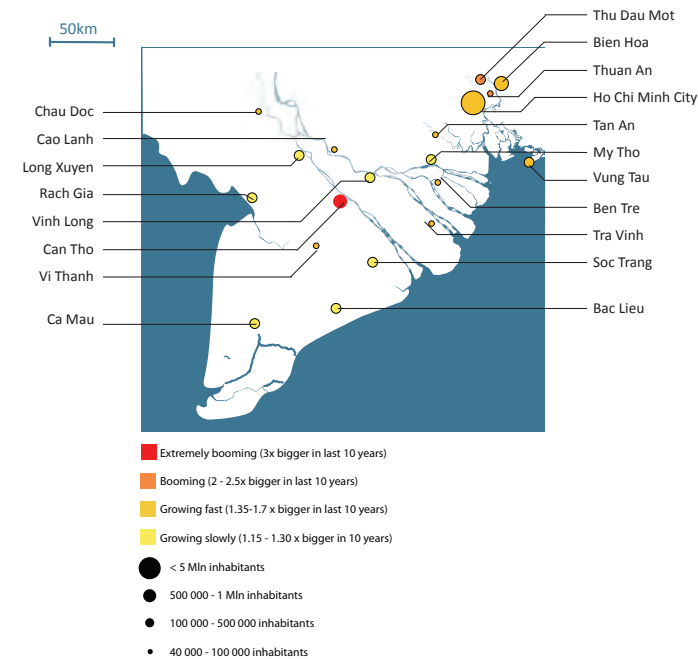 50km
Thu Dau Mot
Bien Hoa
Thuan An
Ho Chi Minh City
Tan An
My Tho
Vung Tau
Ben Tre
Tra Vinh
Soc Trang
Bac Lieu
Chau Doc
Cao Lanh
Long Xuyen
Rach Gia
Vinh Long
Can Tho
Vi Thanh
Ca Mau
Extremely booming (3x bigger in last 10 years)
Booming (2 - 2.5x bigger in last 10 years)
Growing fast (1.35-1.7 x bigger in last 10 years)
Growing slowly (1.15 - 1.30 x bigger in 10 years)
< 5 Mln inhabitants
500 000 - 1 Mln inhabitants
100 000 - 500 000 inhabitants
40 000 - 100 000 inhabitants